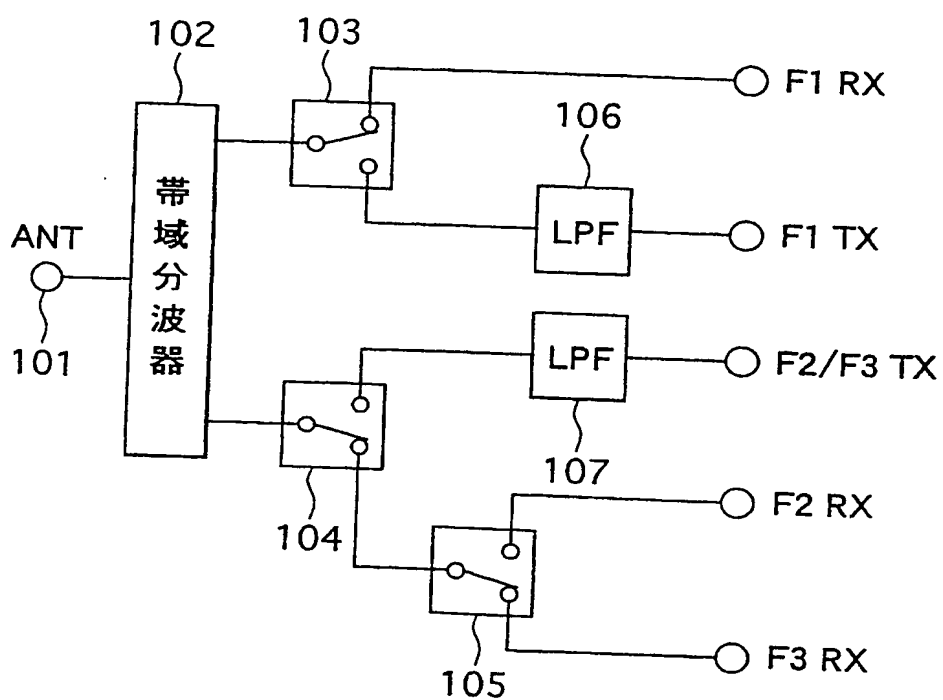 102
103
F1 RX
106
帯域分波器
LPF
F1 TX
ANT
101
LPF
F2/F3 TX
107
104
F2 RX
105
F3 RX